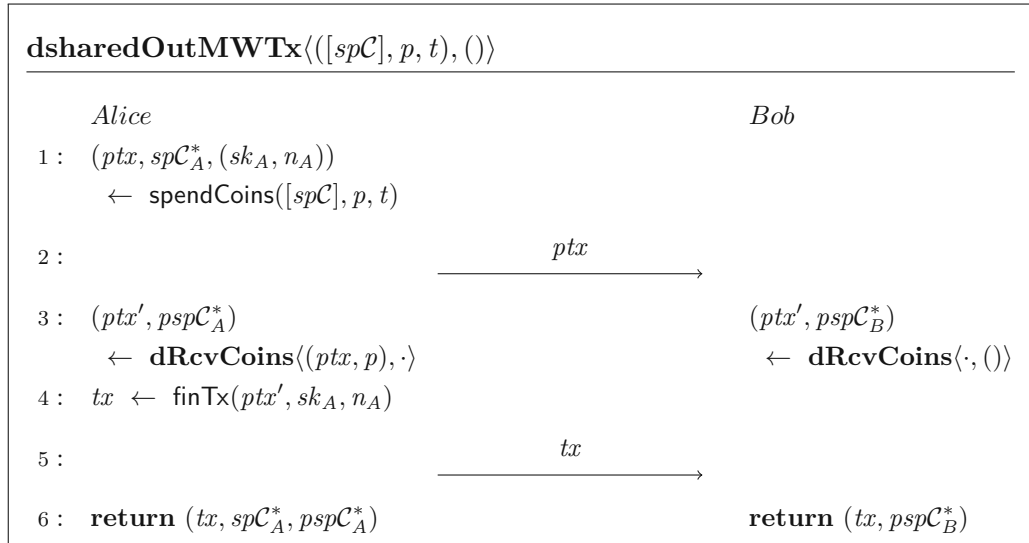 dsharedOutMWTx⟨([spC], p, t), ()⟩
Alice Bob
1 : (ptx, spC*_A, (sk_A, n_A))
← spendCoins([spC], p, t)
2 : ptx
3 : (ptx′, pspC*_A) (ptx′, pspC*_B)
← dRcvCoins⟨(ptx, p), ·⟩ ← dRcvCoins⟨·, ()⟩
4 : tx ← finTx(ptx′, sk_A, n_A)
5 : tx
6 : return (tx, spC*_A, pspC*_A) return (tx, pspC*_B)